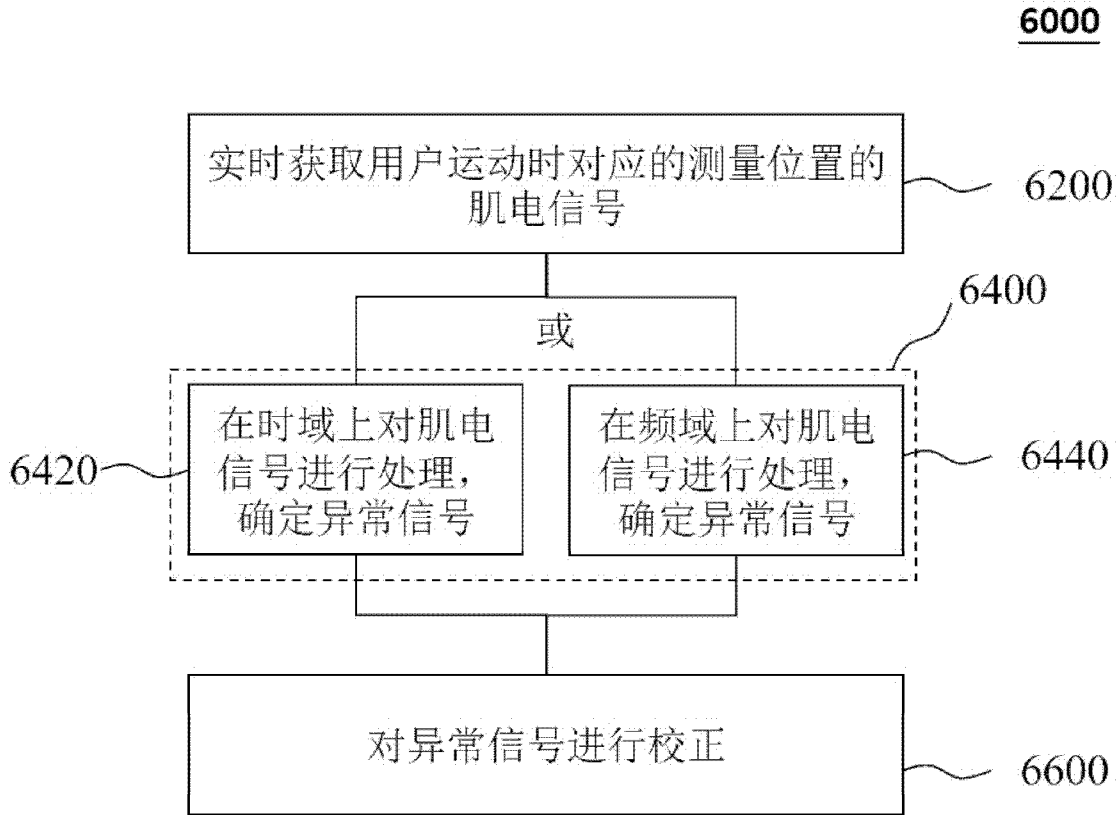 6000
实时获取用户运动时对应的测量位置的
肌电信号
6200
6400
或
6420
在时域上对肌电
信号进行处理，
确定异常信号
在频域上对肌电
信号进行处理，
确定异常信号
6440
对异常信号进行校正
6600